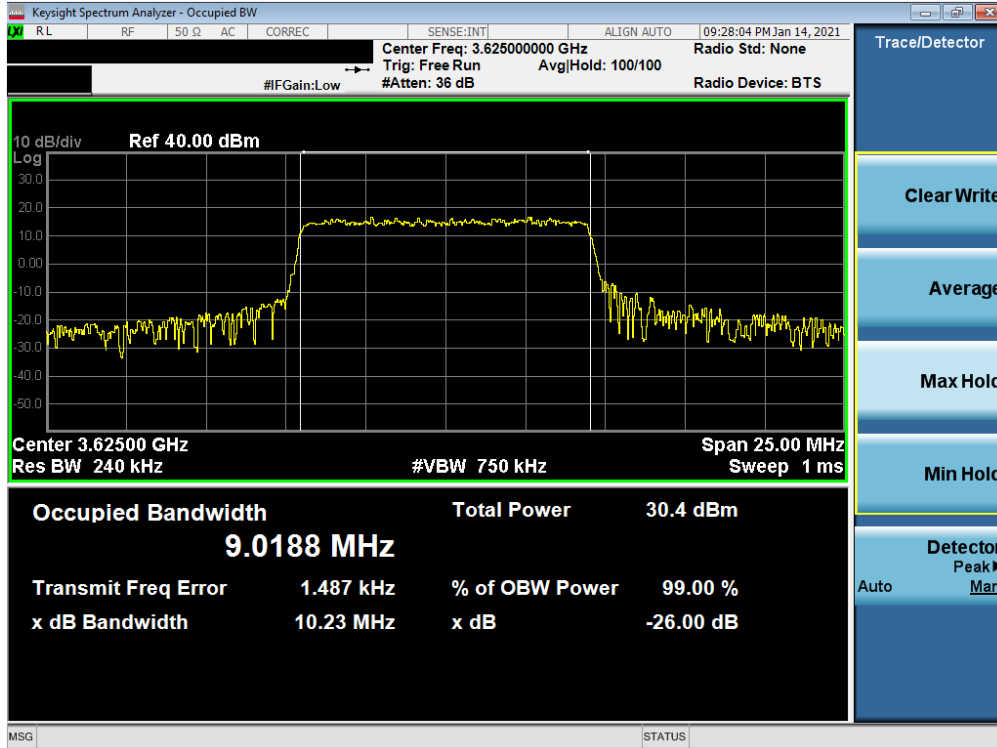 Keysight Spectrum Analyzer - Occupied BW
LXI RL RF 50 Ω AC CORREC SENSE:INT ALIGN AUTO 09:28:04 PM Jan 14, 2021
Center Freq: 3.625000000 GHz Radio Std: None
Trig: Free Run Avg|Hold: 100/100
#IFGain:Low #Atten: 36 dB Radio Device: BTS
Trace/Detector
10 dB/div Ref 40.00 dBm
Log
30.0
20.0
10.0
0.00
-10.0
-20.0
-30.0
-40.0
-50.0
Center 3.62500 GHz Span 25.00 MHz
Res BW 240 kHz #VBW 750 kHz Sweep 1 ms
Occupied Bandwidth Total Power 30.4 dBm
9.0188 MHz
Transmit Freq Error 1.487 kHz % of OBW Power 99.00 %
x dB Bandwidth 10.23 MHz x dB -26.00 dB
Clear Write
Average
Max Hold
Min Hold
Detector
Peak
Auto Man
MSG STATUS